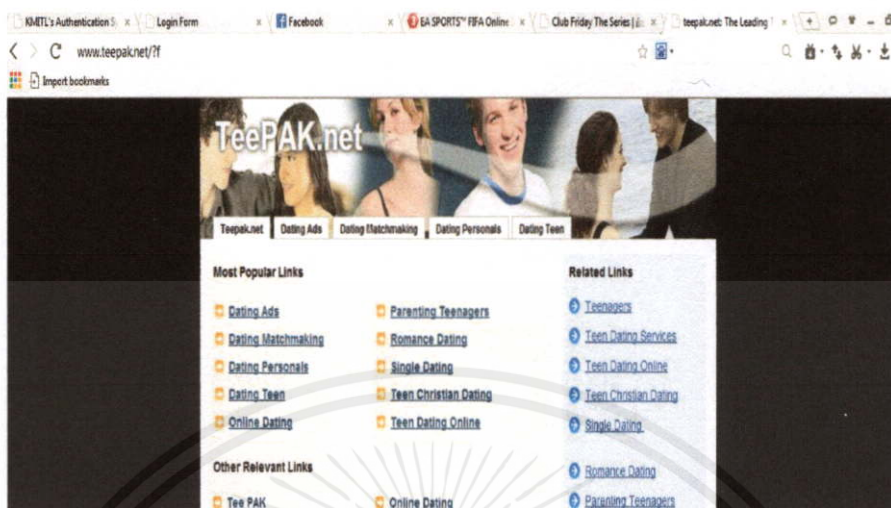 KMITL's Authentication S Login Form Facebook EA SPORTS™ FIFA Online Club Friday The Series teepak.net: The Leading
www.teepak.net/?f
Import bookmarks
TeePAK.net
Teepak.net Dating Ads Dating Matchmaking Dating Personals Dating Teen
Most Popular Links
Dating Ads Parenting Teenagers
Dating Matchmaking Romance Dating
Dating Personals Single Dating
Dating Teen Teen Christian Dating
Online Dating Teen Dating Online
Other Relevant Links
Tee PAK Online Dating
Related Links
Teenagers
Teen Dating Services
Teen Dating Online
Teen Christian Dating
Single Dating
Romance Dating
Parenting Teenagers